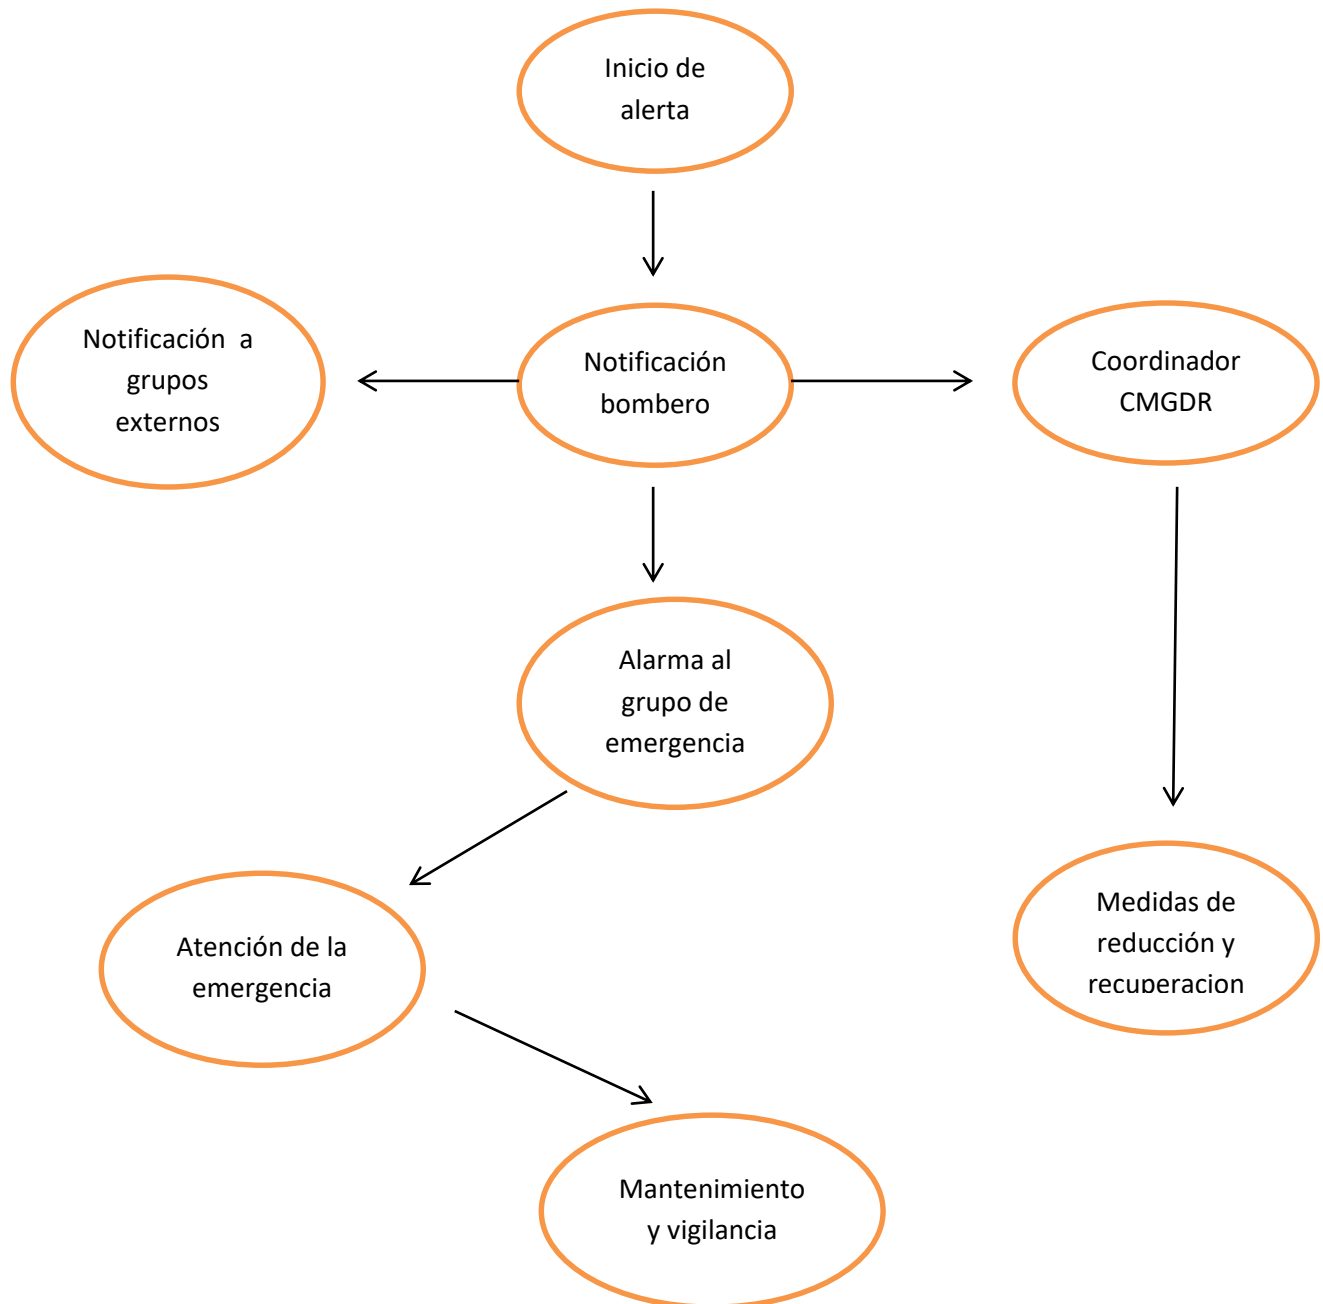 Inicio de
alerta
Notificación a
grupos
externos
Notificación
bombero
Coordinador
CMGDR
Alarma al
grupo de
emergencia
Atención de la
emergencia
Medidas de
reducción y
recuperacion
Mantenimiento
y vigilancia